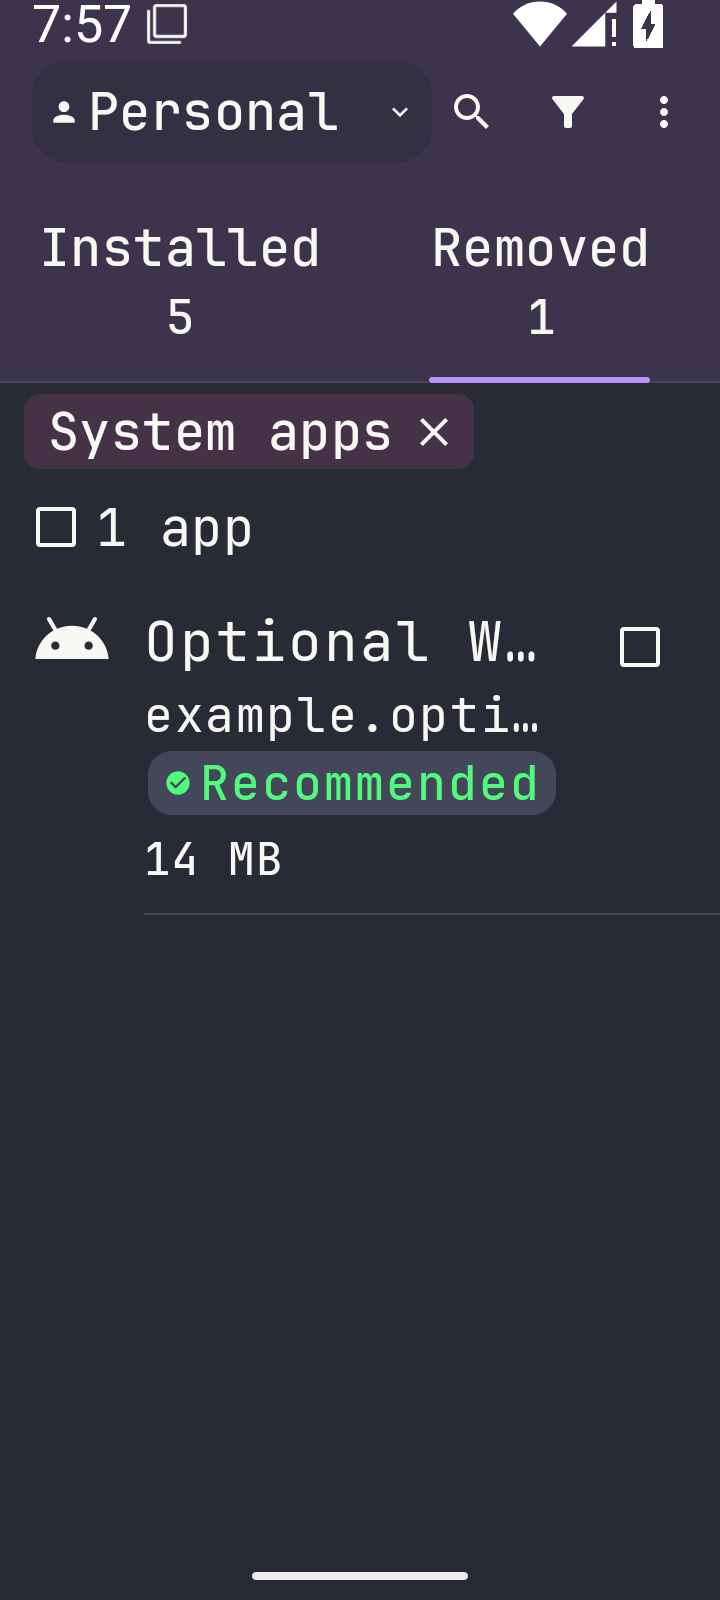 7:57
Personal
Installed
5
Removed
1
System apps
1 app
Optional W…
example.opti…
Recommended
14 MB